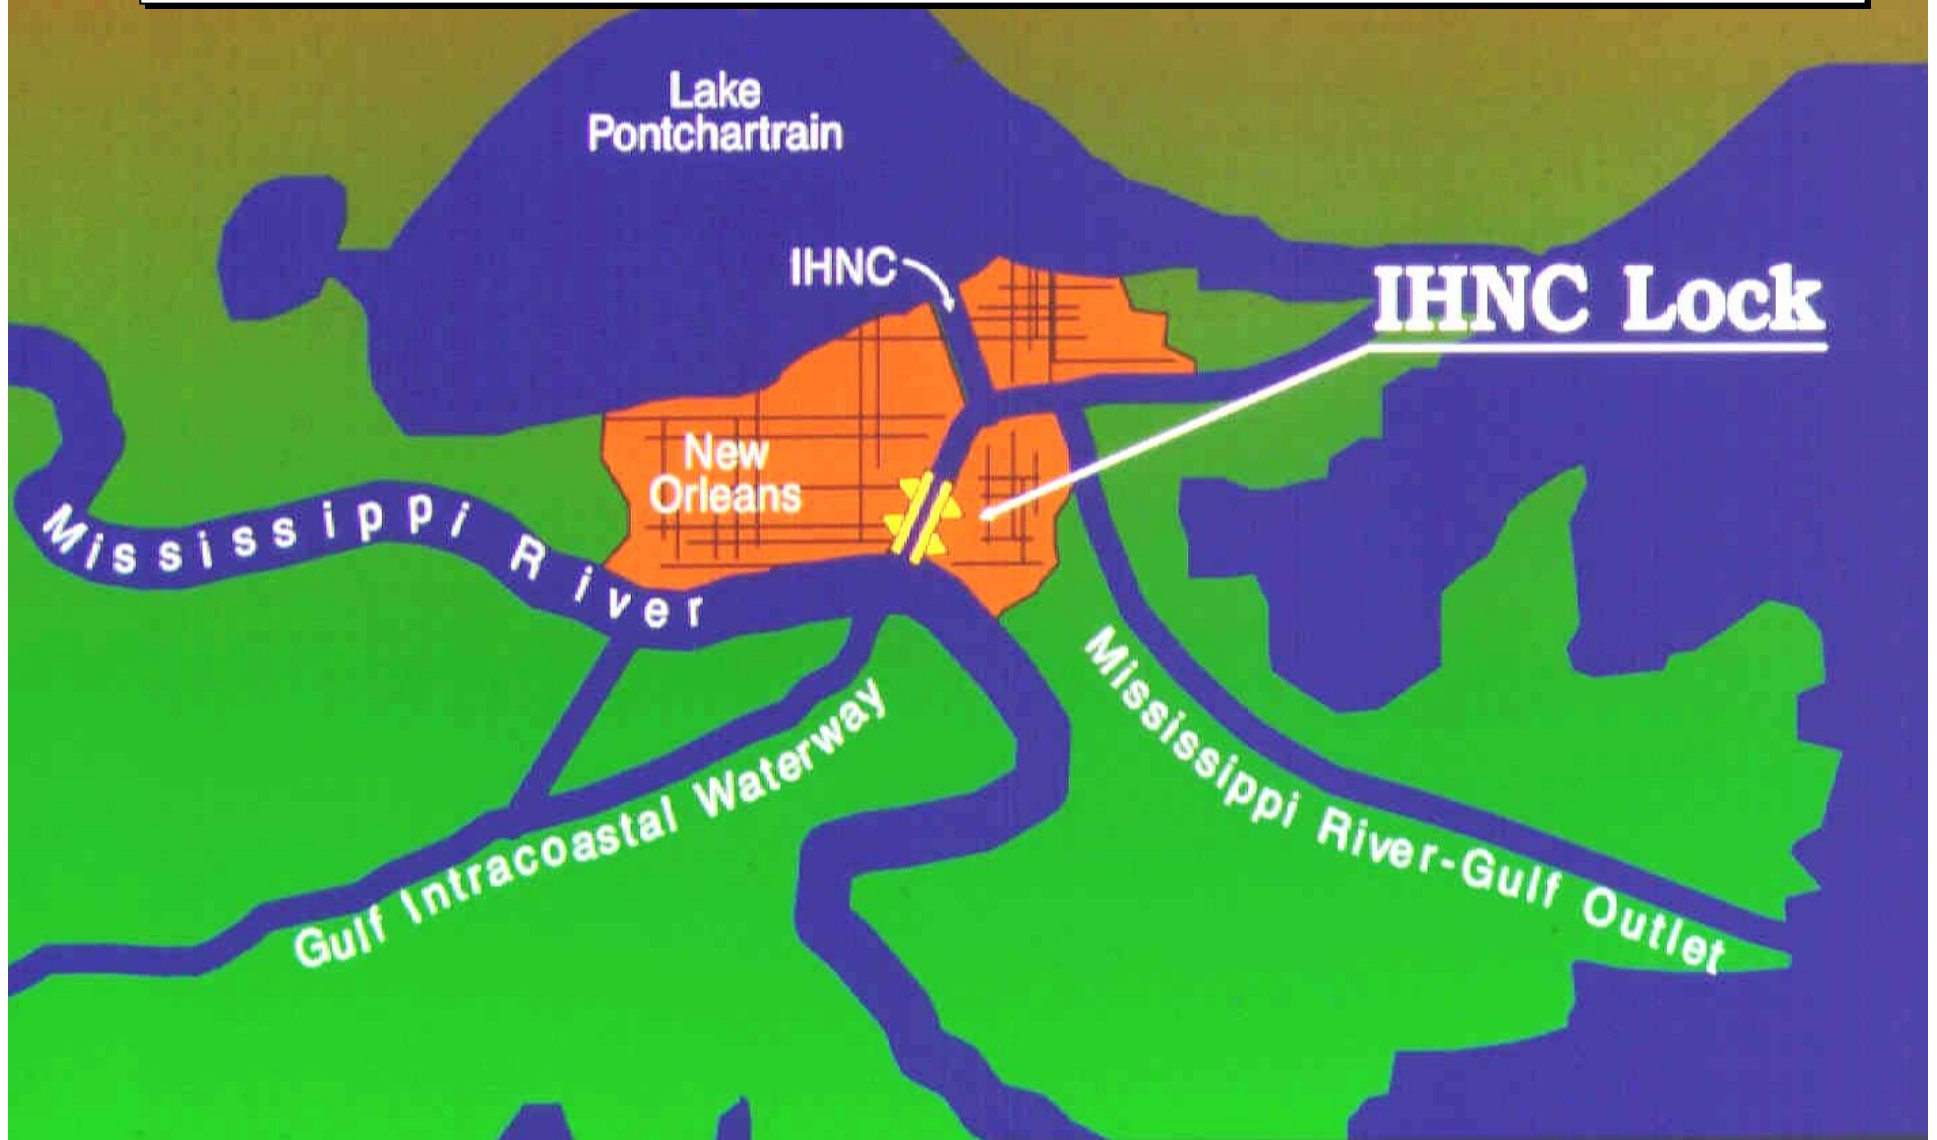 Lake
Pontchartrain
IHNC
IHNC Lock
New
Orleans
Mississippi River
Mississippi River-Gulf Outlet
Gulf Intracoastal Waterway